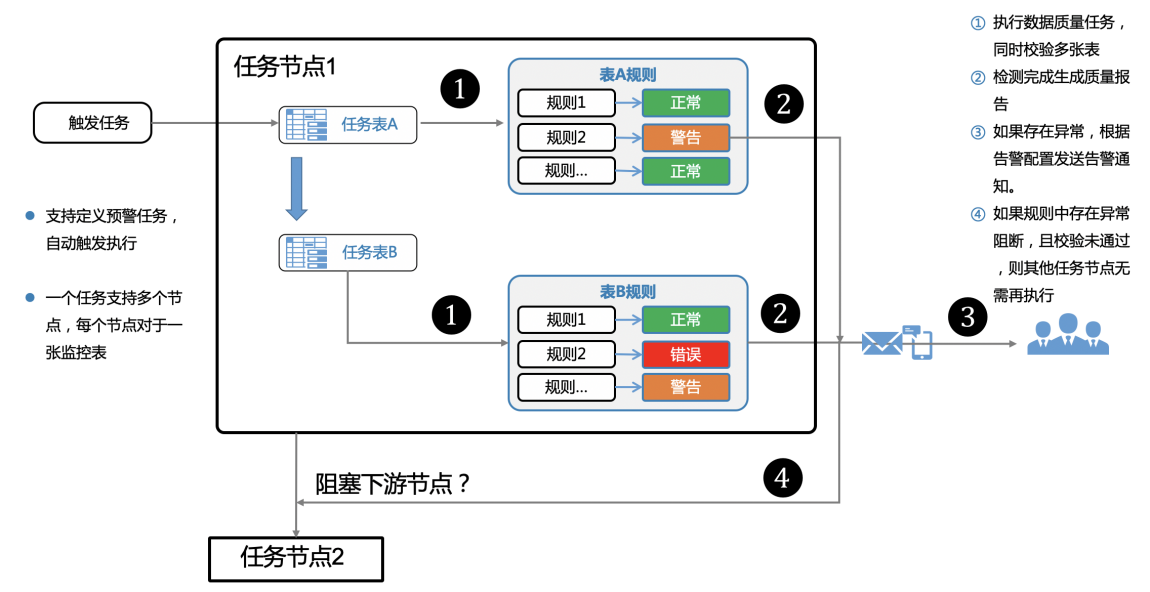 触发任务
支持定义预警任务，
自动触发执行
一个任务支持多个节
点，每个节点对于一
张监控表
任务节点1
任务表A
任务表B
1
表A规则
规则1
正常
规则2
警告
规则...
正常
2
1
表B规则
规则1
正常
规则2
错误
规则...
警告
2
3
阻塞下游节点？
4
任务节点2
① 执行数据质量任务，
同时校验多张表
② 检测完成生成质量报
告
③ 如果存在异常，根据
告警配置发送告警通
知。
④ 如果规则中存在异常
阻断，且校验未通过
，则其他任务节点无
需再执行